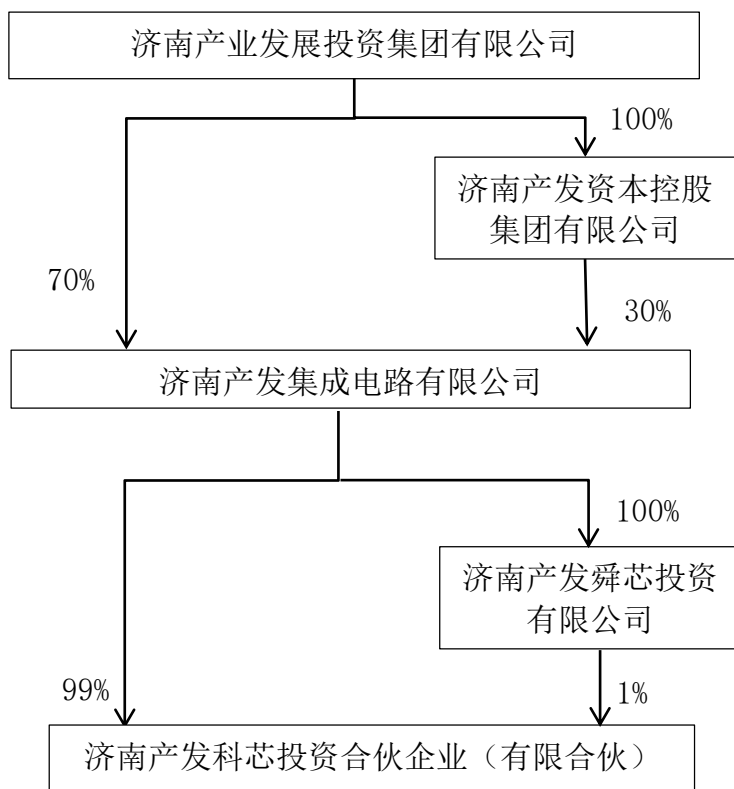 济南产业发展投资集团有限公司
100%
济南产发资本控股
集团有限公司
70%
30%
济南产发集成电路有限公司
100%
济南产发舜芯投资
有限公司
99%
1%
济南产发科芯投资合伙企业（有限合伙）